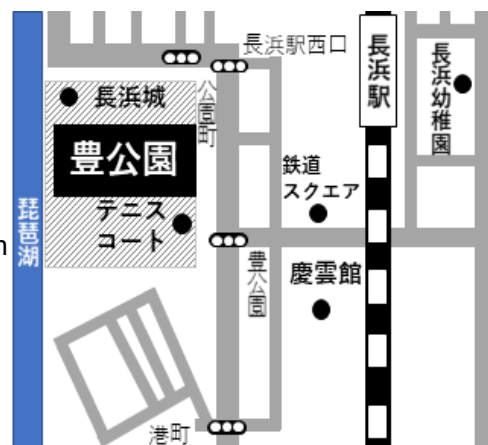 長浜駅西口
長浜駅
長浜幼稚園
長浜城
公園町
豊公園
鉄道
スクエア
テニス
コート
琵琶湖
n
豊公園
慶雲館
港町